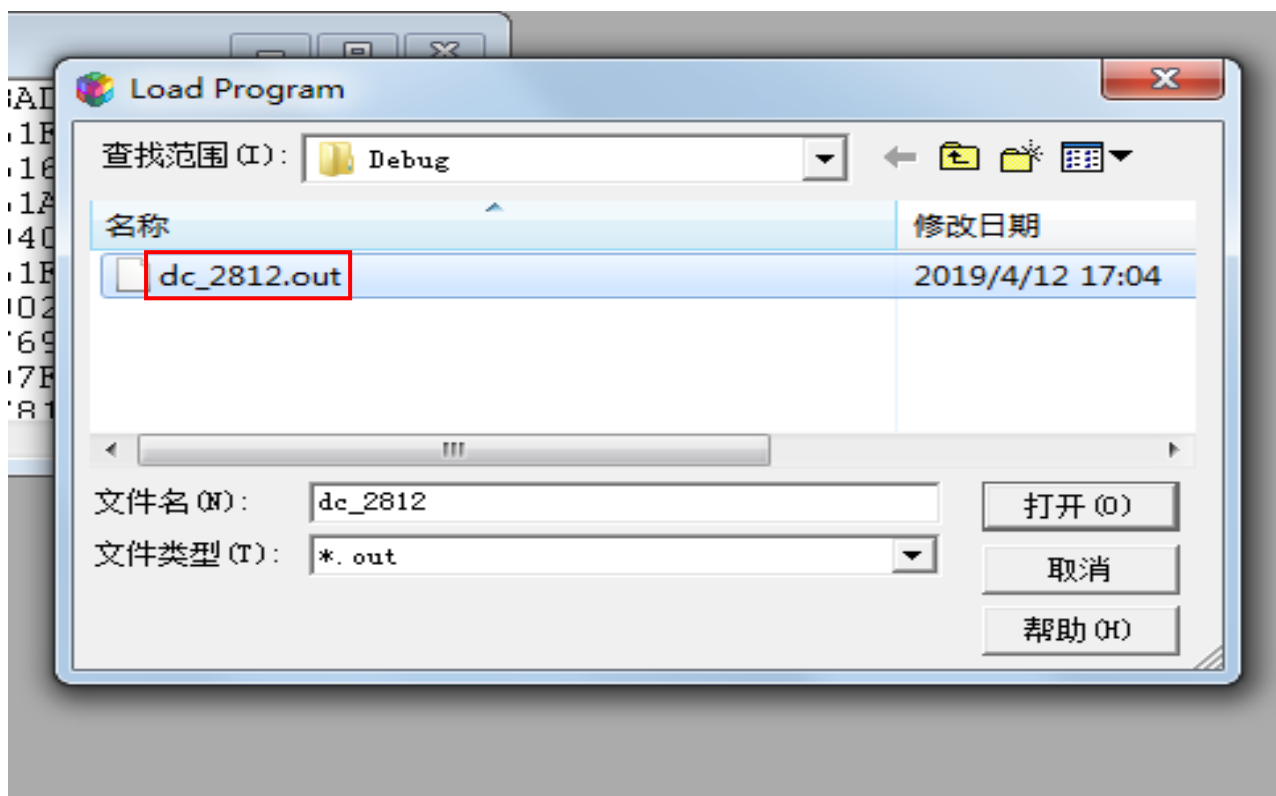 Load Program
查找范围(I): Debug
名称 修改日期
dc_2812.out 2019/4/12 17:04
文件名(N): dc_2812 打开(O)
文件类型(T): *.out
取消
帮助(H)